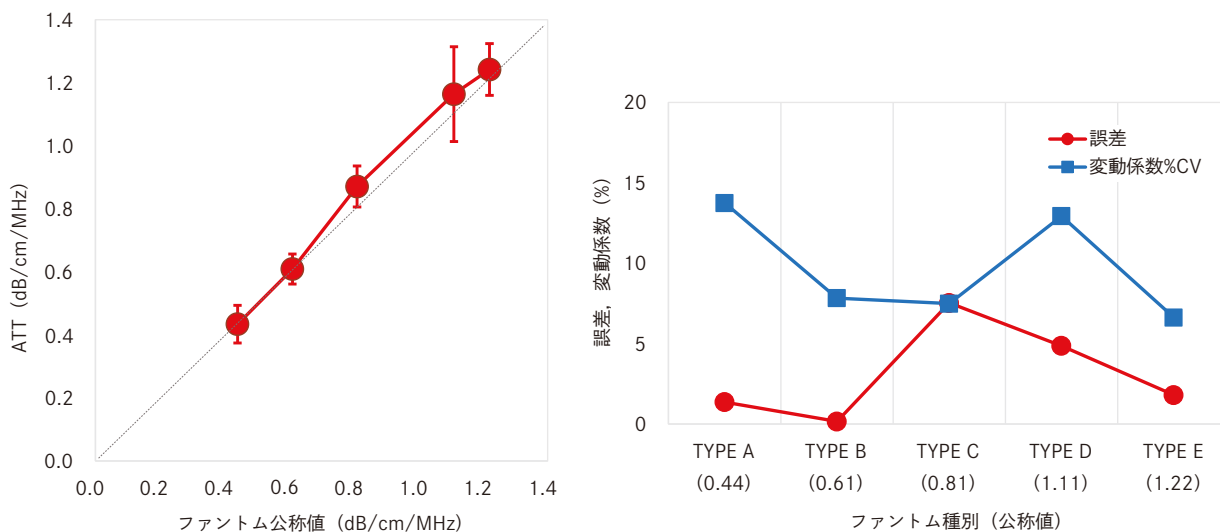 1.4
1.2
1.0
0.8
0.6
0.4
0.2
0.0
ATT（dB/cm/MHz）
0.0 0.2 0.4 0.6 0.8 1.0 1.2 1.4
ファントム公称値（dB/cm/MHz）
20
15
10
5
0
誤差，変動係数（%）
誤差
変動係数%CV
TYPE A TYPE B TYPE C TYPE D TYPE E
（0.44） （0.61） （0.81） （1.11） （1.22）
ファントム種別（公称値）